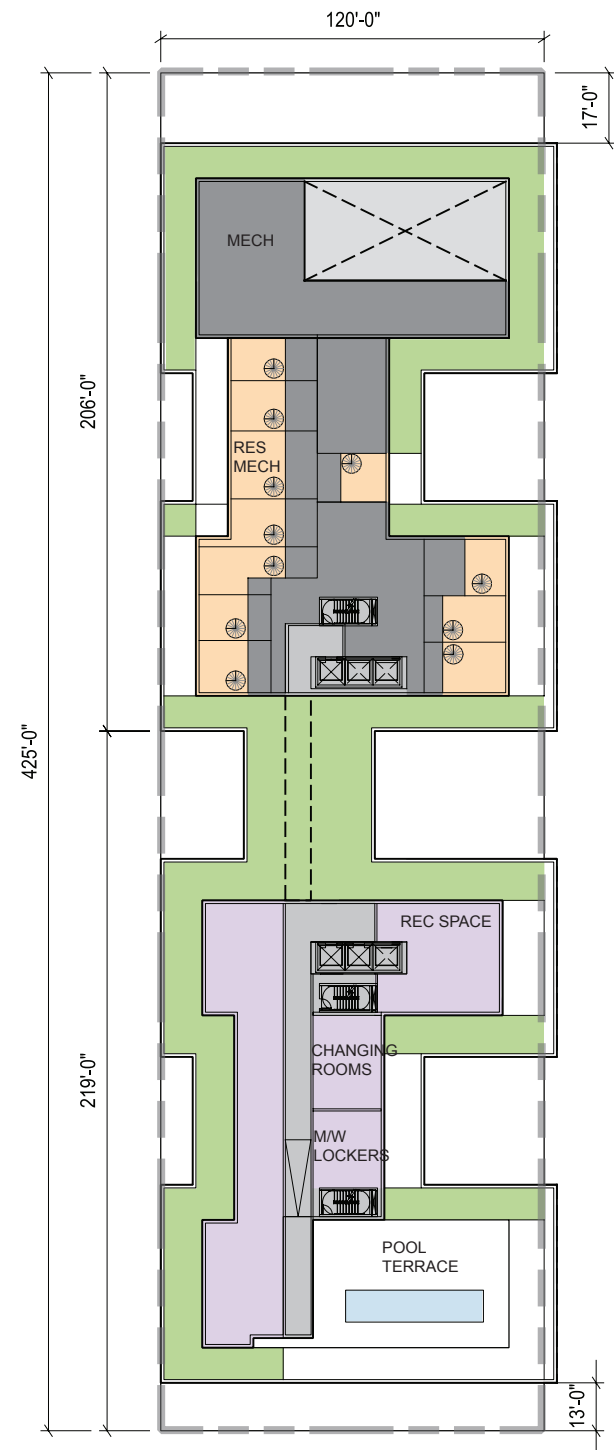 120'-0"
17'-0"
MECH
206'-0"
RES
MECH
425'-0"
REC SPACE
CHANGING
ROOMS
219'-0"
M/W
LOCKERS
POOL
TERRACE
13'-0"